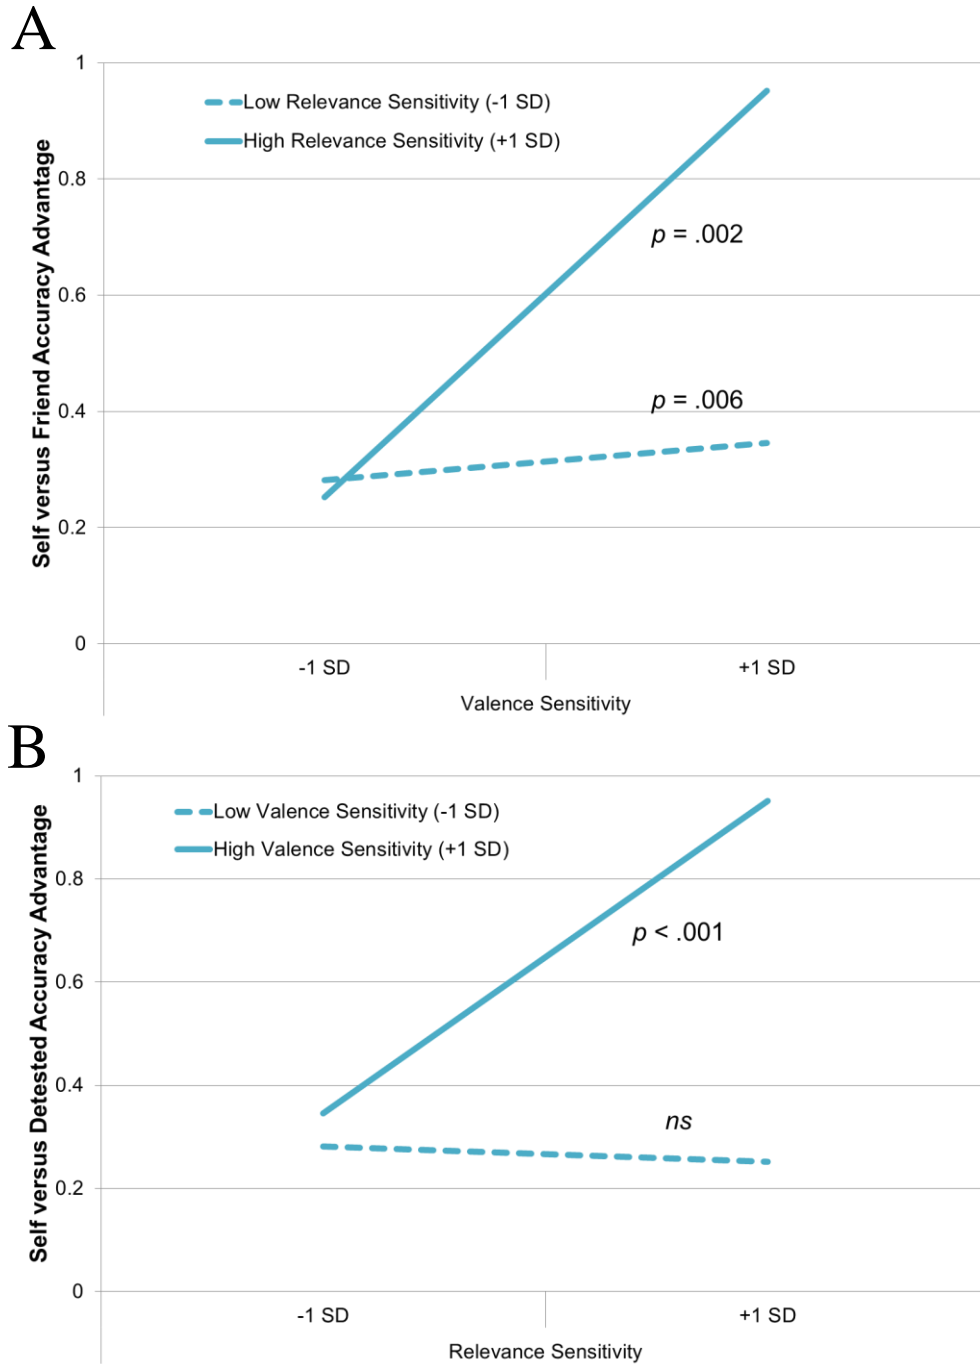 A
Self versus Friend Accuracy Advantage
1
0.8
0.6
0.4
0.2
0
Low Relevance Sensitivity (-1 SD)
High Relevance Sensitivity (+1 SD)
p = .002
p = .006
-1 SD
+1 SD
Valence Sensitivity
B
Self versus Detested Accuracy Advantage
1
0.8
0.6
0.4
0.2
0
Low Valence Sensitivity (-1 SD)
High Valence Sensitivity (+1 SD)
p < .001
ns
-1 SD
+1 SD
Relevance Sensitivity